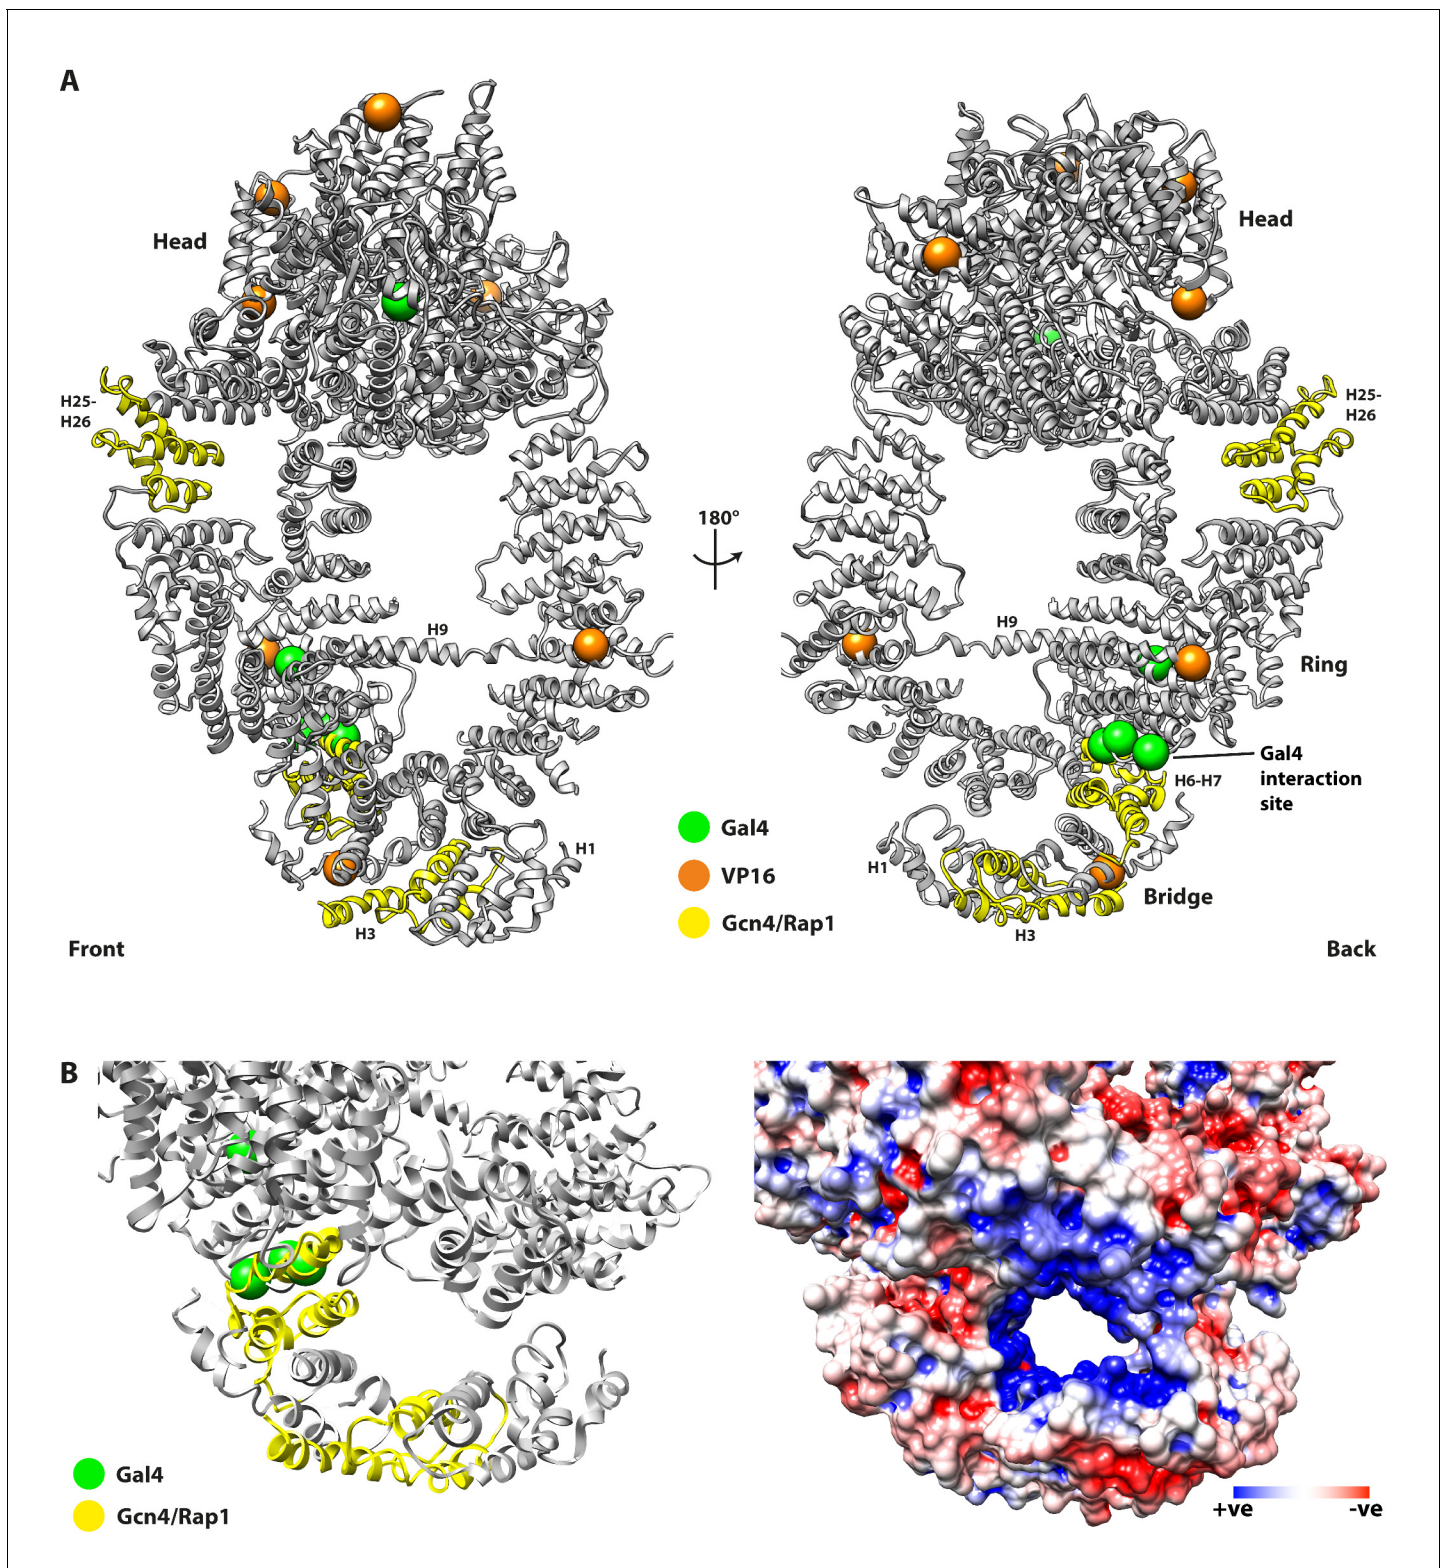 A
Head
Head
H25-
H26
H25-
H26
180°
H9
H9
Ring
Gal4
interaction
site
H6-H7
Gal4
H1
H1
VP16
Bridge
Gcn4/Rap1
H3
H3
Front
Back
B
Gal4
Gcn4/Rap1
+ve
-ve